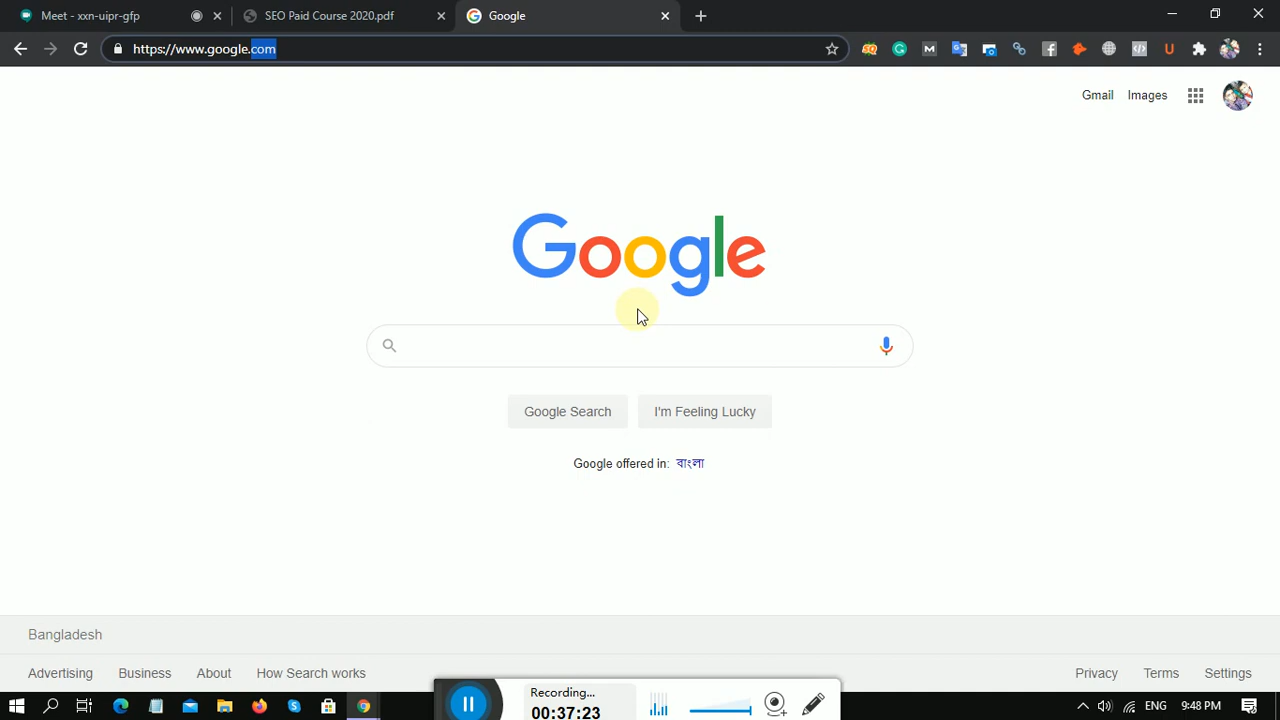 Meet - xxn-uipr-gfp
SEO Paid Course 2020.pdf
Google
https://www.google.com
Gmail
Images
Google
Google Search
I'm Feeling Lucky
Google offered in: বাংলা
Bangladesh
Advertising
Business
About
How Search works
Privacy
Terms
Settings
Recording...
00:37:23
ENG
9:48 PM